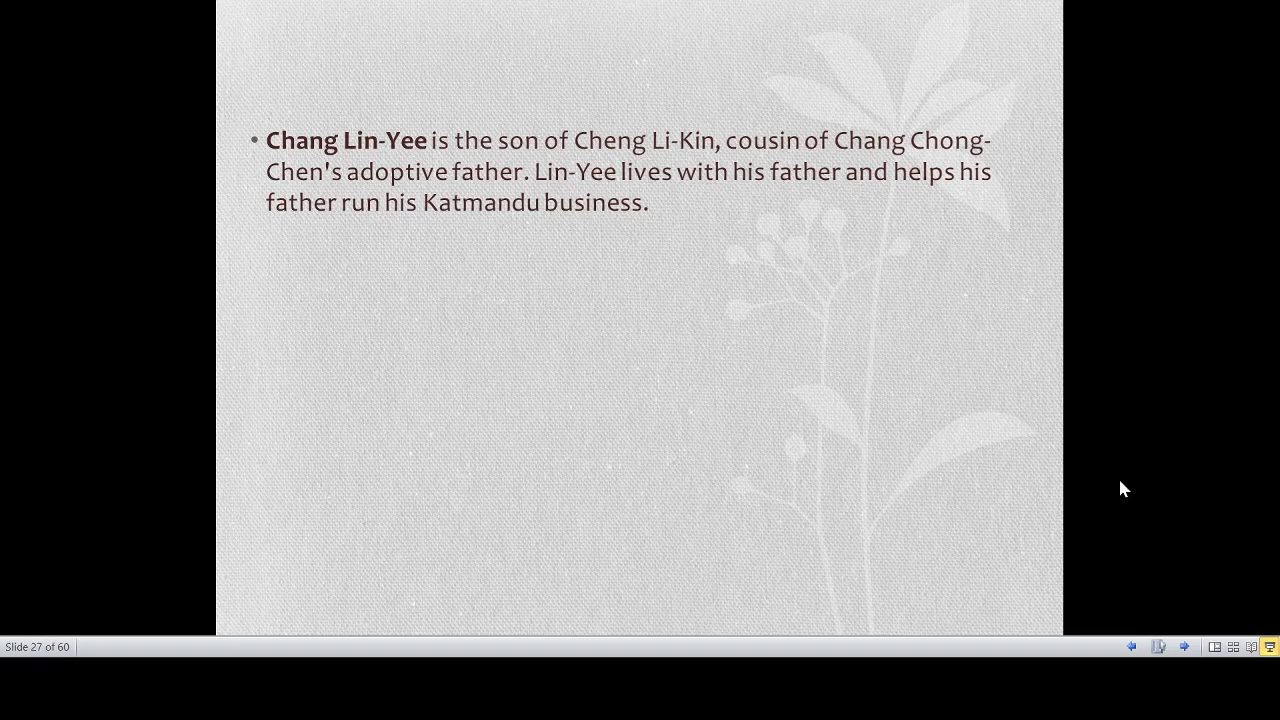 • Chang Lin-Yee is the son of Cheng Li-Kin, cousin of Chang Chong-
Chen's adoptive father. Lin-Yee lives with his father and helps his
father run his Katmandu business.
Slide 27 of 60